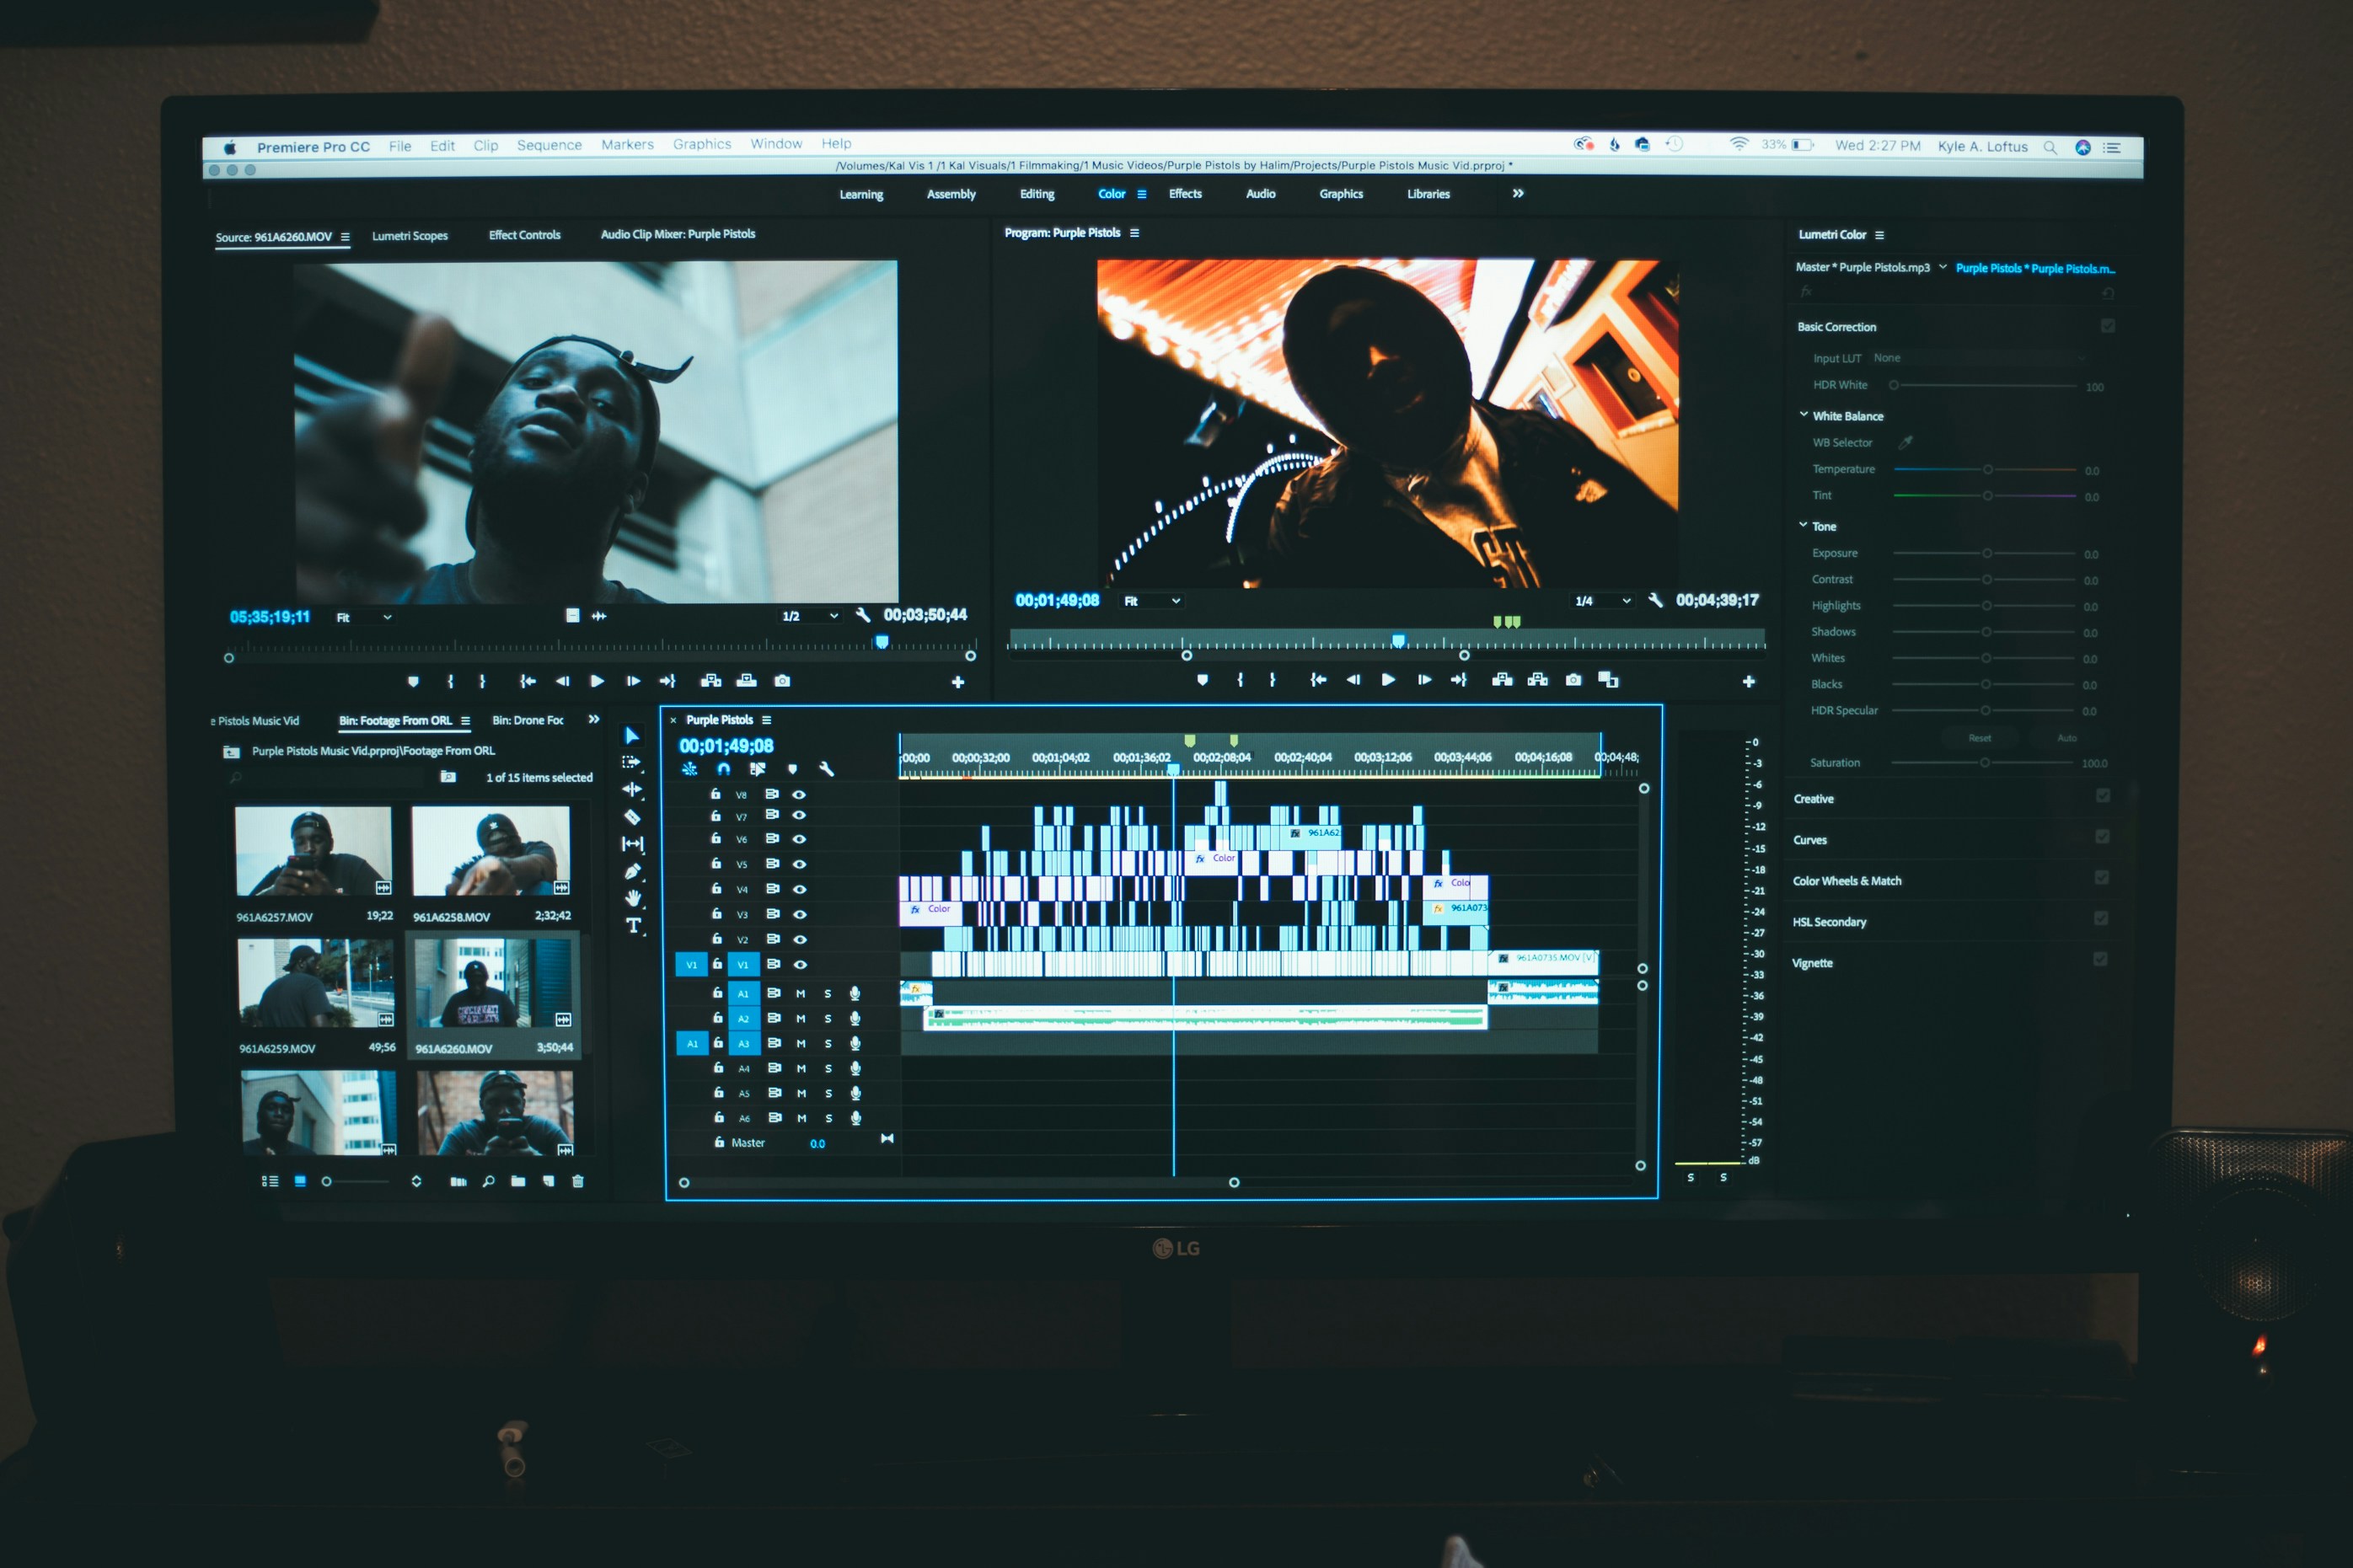 Premiere Pro CC File Edit Clip Sequence Markers Graphics Window Help 33% Wed 2:27 PM Kyle A. Loftus
/Volumes/Kal Vis 1 /1 Kal Visuals/1 Filmmaking/1 Music Videos/Purple Pistols by Halim/Projects/Purple Pistols Music Vid.prproj *
Learning Assembly Editing Color Effects Audio Graphics Libraries
Source: 961A6260.MOV Lumetri Scopes Effect Controls Audio Clip Mixer: Purple Pistols
05;35;19;11 Fit 1/2 00;03;50;44
Program: Purple Pistols
00;01;49;08 Fit 1/4 00;04;39;17
Lumetri Color
Master * Purple Pistols.mp3 Purple Pistols * Purple Pistols.m...
fx
Basic Correction
Input LUT None
HDR White 100
White Balance
WB Selector
Temperature 0.0
Tint 0.0
Tone
Exposure 0.0
Contrast 0.0
Highlights 0.0
Shadows 0.0
Whites 0.0
Blacks 0.0
HDR Specular 0.0
Reset Auto
Saturation 100.0
Creative
Curves
Color Wheels & Match
HSL Secondary
Vignette
e Pistols Music Vid Bin: Footage From ORL Bin: Drone Foc
Purple Pistols Music Vid.prproj\Footage From ORL
1 of 15 items selected
961A6257.MOV 19;22 961A6258.MOV 2;32;42
CINCINNATI
BEARCATS
961A6259.MOV 49;56 961A6260.MOV 3;50;44
T
Purple Pistols
00;01;49;08
;00;00 00;00;32;00 00;01;04;02 00;01;36;02 00;02;08;04 00;02;40;04 00;03;12;06 00;03;44;06 00;04;16;08 00;04;48;
V8
V7
V6 fx 961A62
V5 fx Color
V4 fx Colo
V3 fx Color fx 961A073
V2
V1 V1 fx 961A0735.MOV [V]
A1 M S fx fx
A2 M S fx
A1 A3 M S
A4 M S
A5 M S
A6 M S
Master 0.0
0
-3
-6
-9
-12
-15
-18
-21
-24
-27
-30
-33
-36
-39
-42
-45
-48
-51
-54
-57
dB
S S
LG